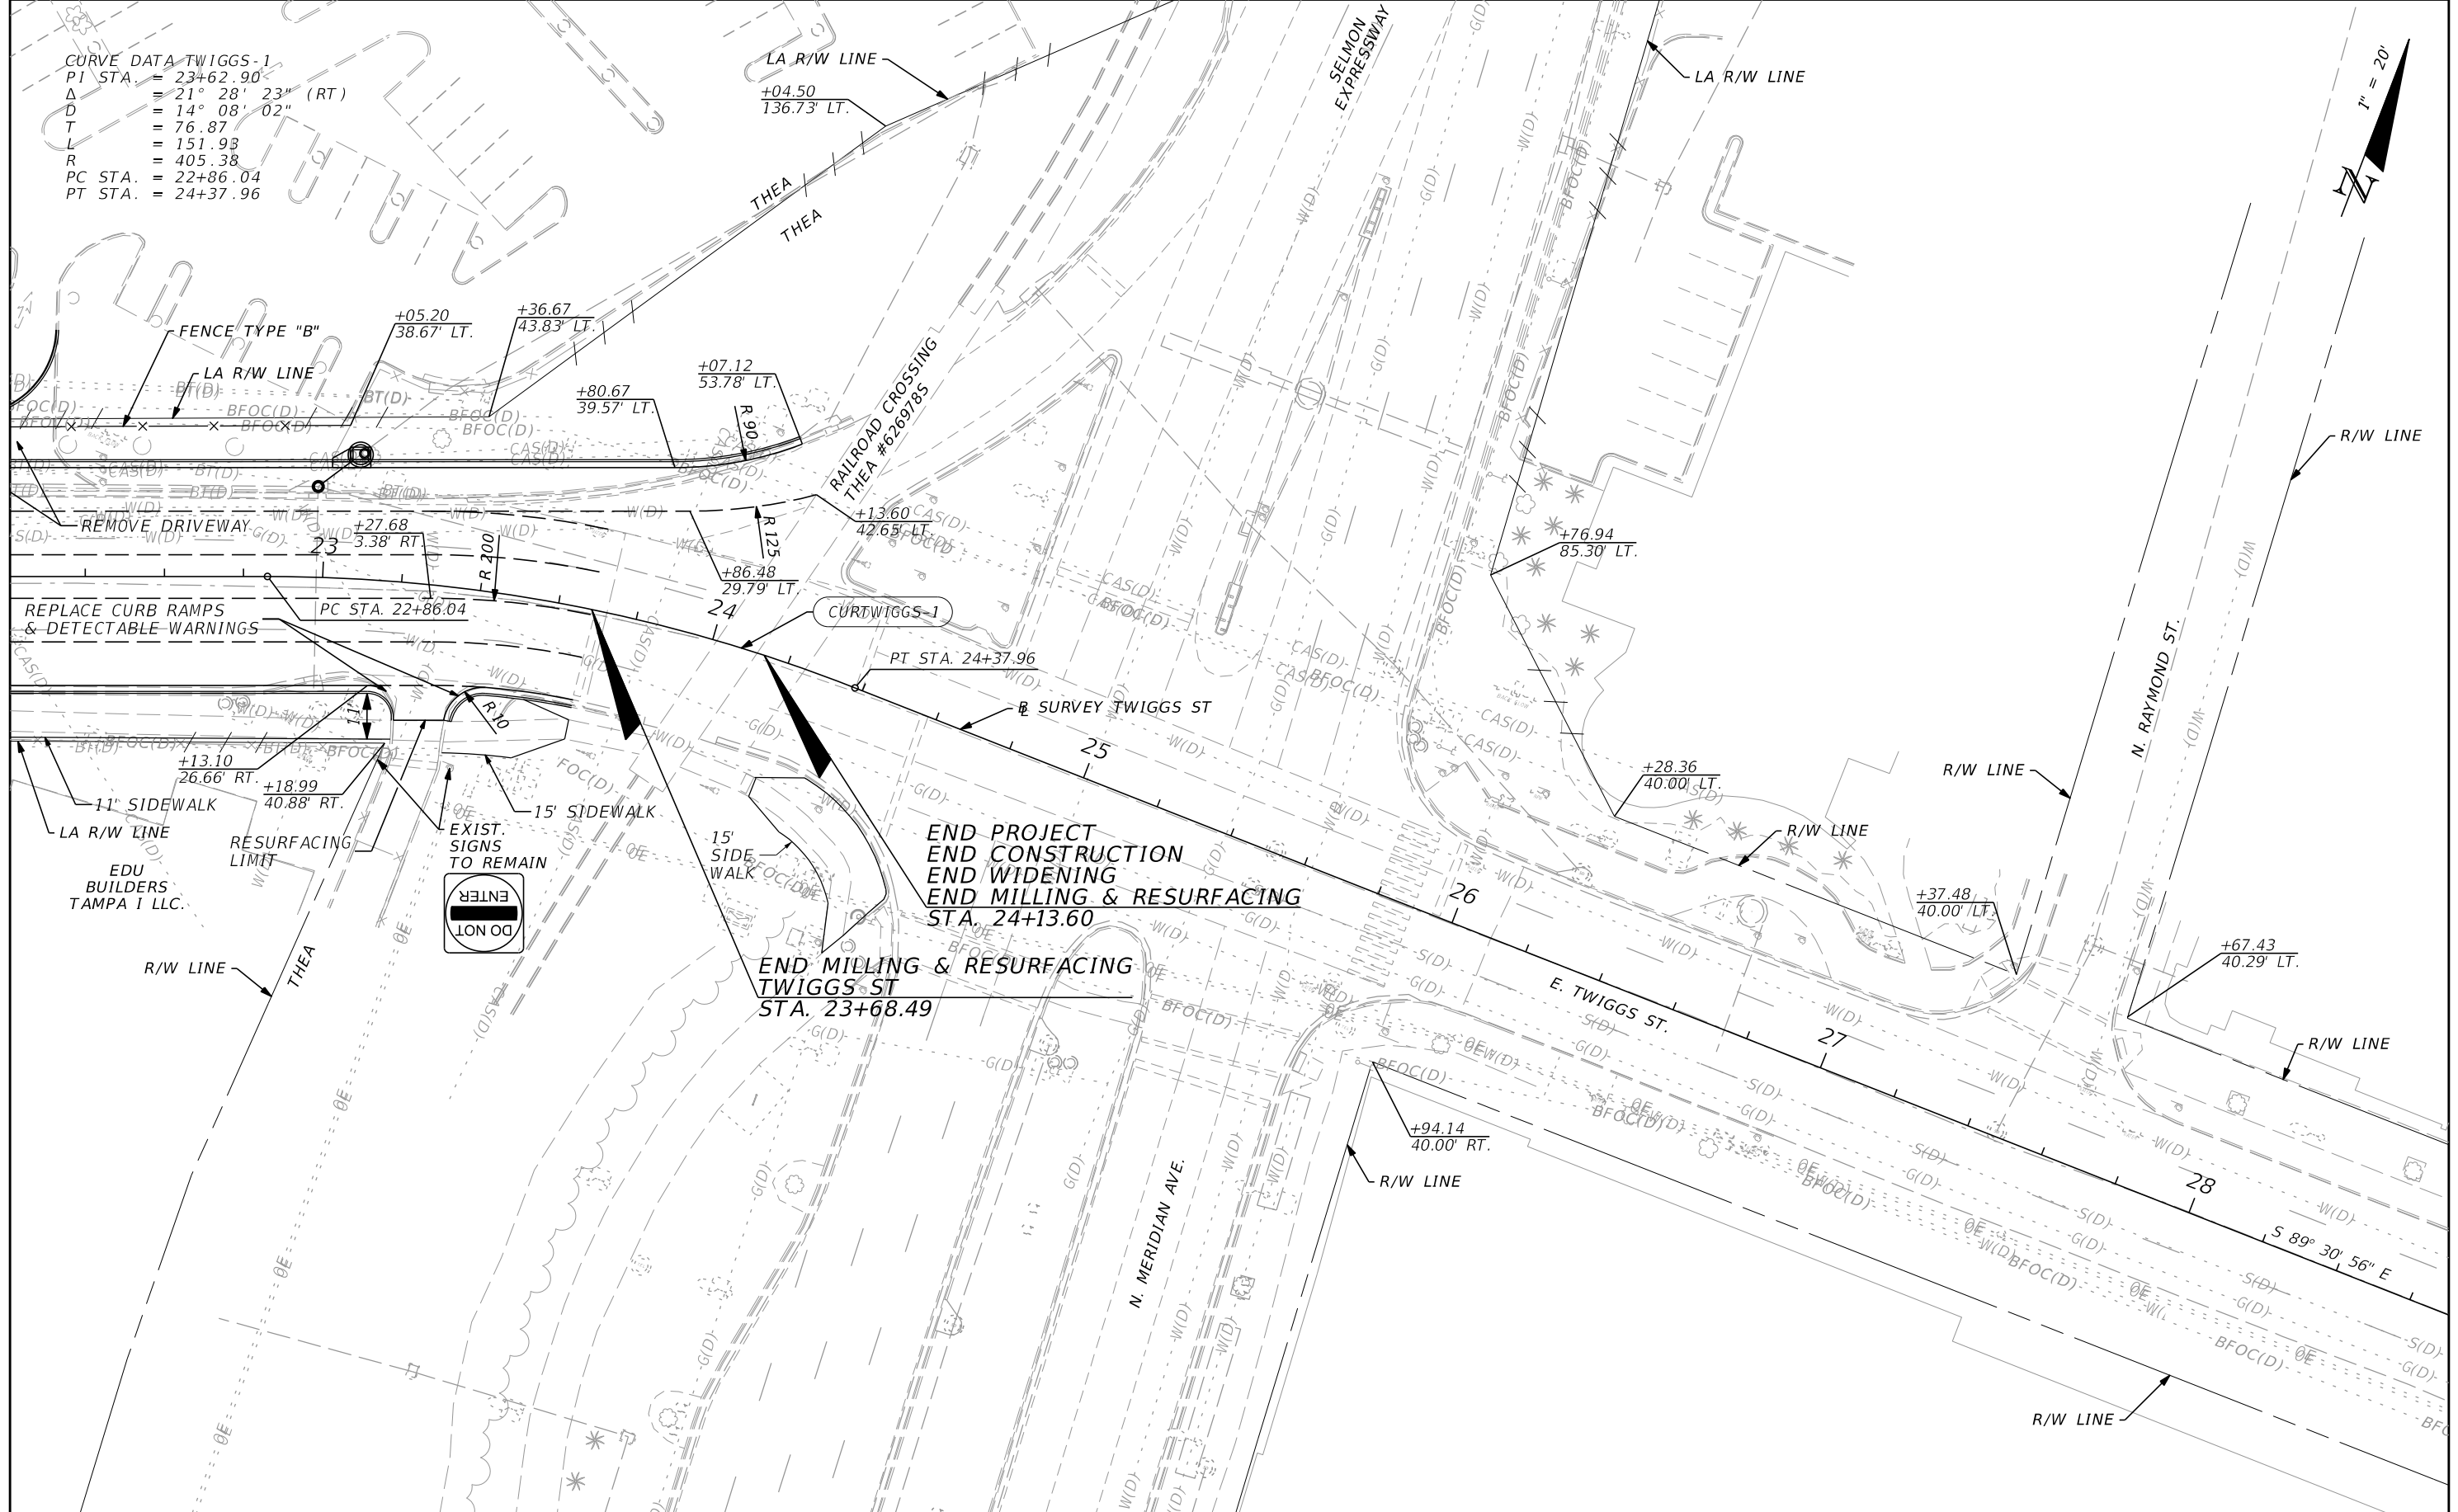 CURVE DATA TWIGGS-1
PI STA. = 23+62.90
Δ = 21° 28' 23" (RT)
D = 14° 08' 02"
T = 76.87
L = 151.93
R = 405.38
PC STA. = 22+86.04
PT STA. = 24+37.96
LA R/W LINE
+04.50
136.73' LT.
SELMON
EXPRESSWAY
LA R/W LINE
1" = 20'
N
THEA
THEA
FENCE TYPE "B"
LA R/W LINE
+05.20
38.67' LT.
+36.67
43.83' LT.
+80.67
39.57' LT.
+07.12
53.78' LT.
R 90
RAILROAD CROSSING
THEA #626978S
R/W LINE
REMOVE DRIVEWAY
23
+27.68
3.38' RT
R 200
R 125
+13.60
42.65' LT.
+86.48
29.79' LT.
24
CURTWIGGS-1
+76.94
85.30' LT.
REPLACE CURB RAMPS
& DETECTABLE WARNINGS
PC STA. 22+86.04
PT STA. 24+37.96
N. RAYMOND ST.
11'
R 10
℄ SURVEY TWIGGS ST
25
+13.10
26.66' RT.
+18.99
40.88' RT.
11' SIDEWALK
LA R/W LINE
RESURFACING
LIMIT
EXIST.
SIGNS
TO REMAIN
15' SIDEWALK
15'
SIDE
WALK
+28.36
40.00' LT.
R/W LINE
R/W LINE
EDU
BUILDERS
TAMPA I LLC.
DO NOT
ENTER
END PROJECT
END CONSTRUCTION
END WIDENING
END MILLING & RESURFACING
STA. 24+13.60
26
+37.48
40.00' LT.
+67.43
40.29' LT.
R/W LINE
THEA
END MILLING & RESURFACING
TWIGGS ST
STA. 23+68.49
E. TWIGGS ST.
27
R/W LINE
+94.14
40.00' RT.
R/W LINE
N. MERIDIAN AVE.
28
S 89° 30' 56" E
R/W LINE
BT(D)
BFOC(D)
CAS(D)
W(D)
G(D)
S(D)
OE